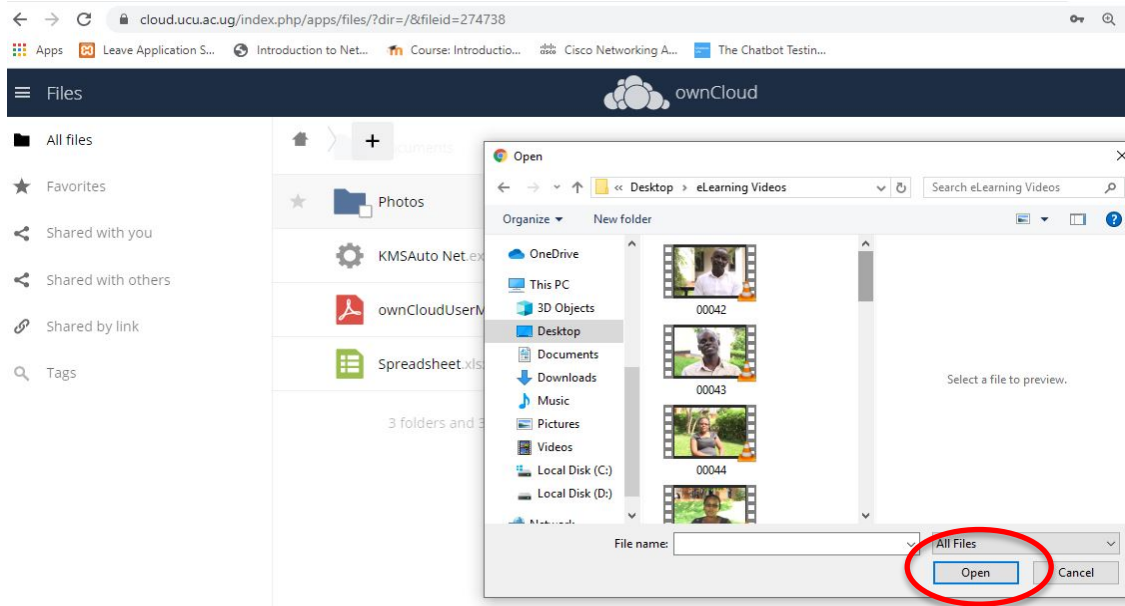 cloud.ucu.ac.ug/index.php/apps/files/?dir=/&fileid=274738
Apps Leave Application S... Introduction to Net... Course: Introductio... Cisco Networking A... The Chatbot Testin...
Files ownCloud
All files
Favorites
Shared with you
Shared with others
Shared by link
Tags
Documents
Photos
KMSAuto Net.ex
ownCloudUserM
Spreadsheet.xls
3 folders and 3
Open
« Desktop › eLearning Videos Search eLearning Videos
Organize New folder
OneDrive
This PC
3D Objects
Desktop
Documents
Downloads
Music
Pictures
Videos
Local Disk (C:)
Local Disk (D:)
Network
00042
00043
00044
Select a file to preview.
File name: All Files
Open Cancel